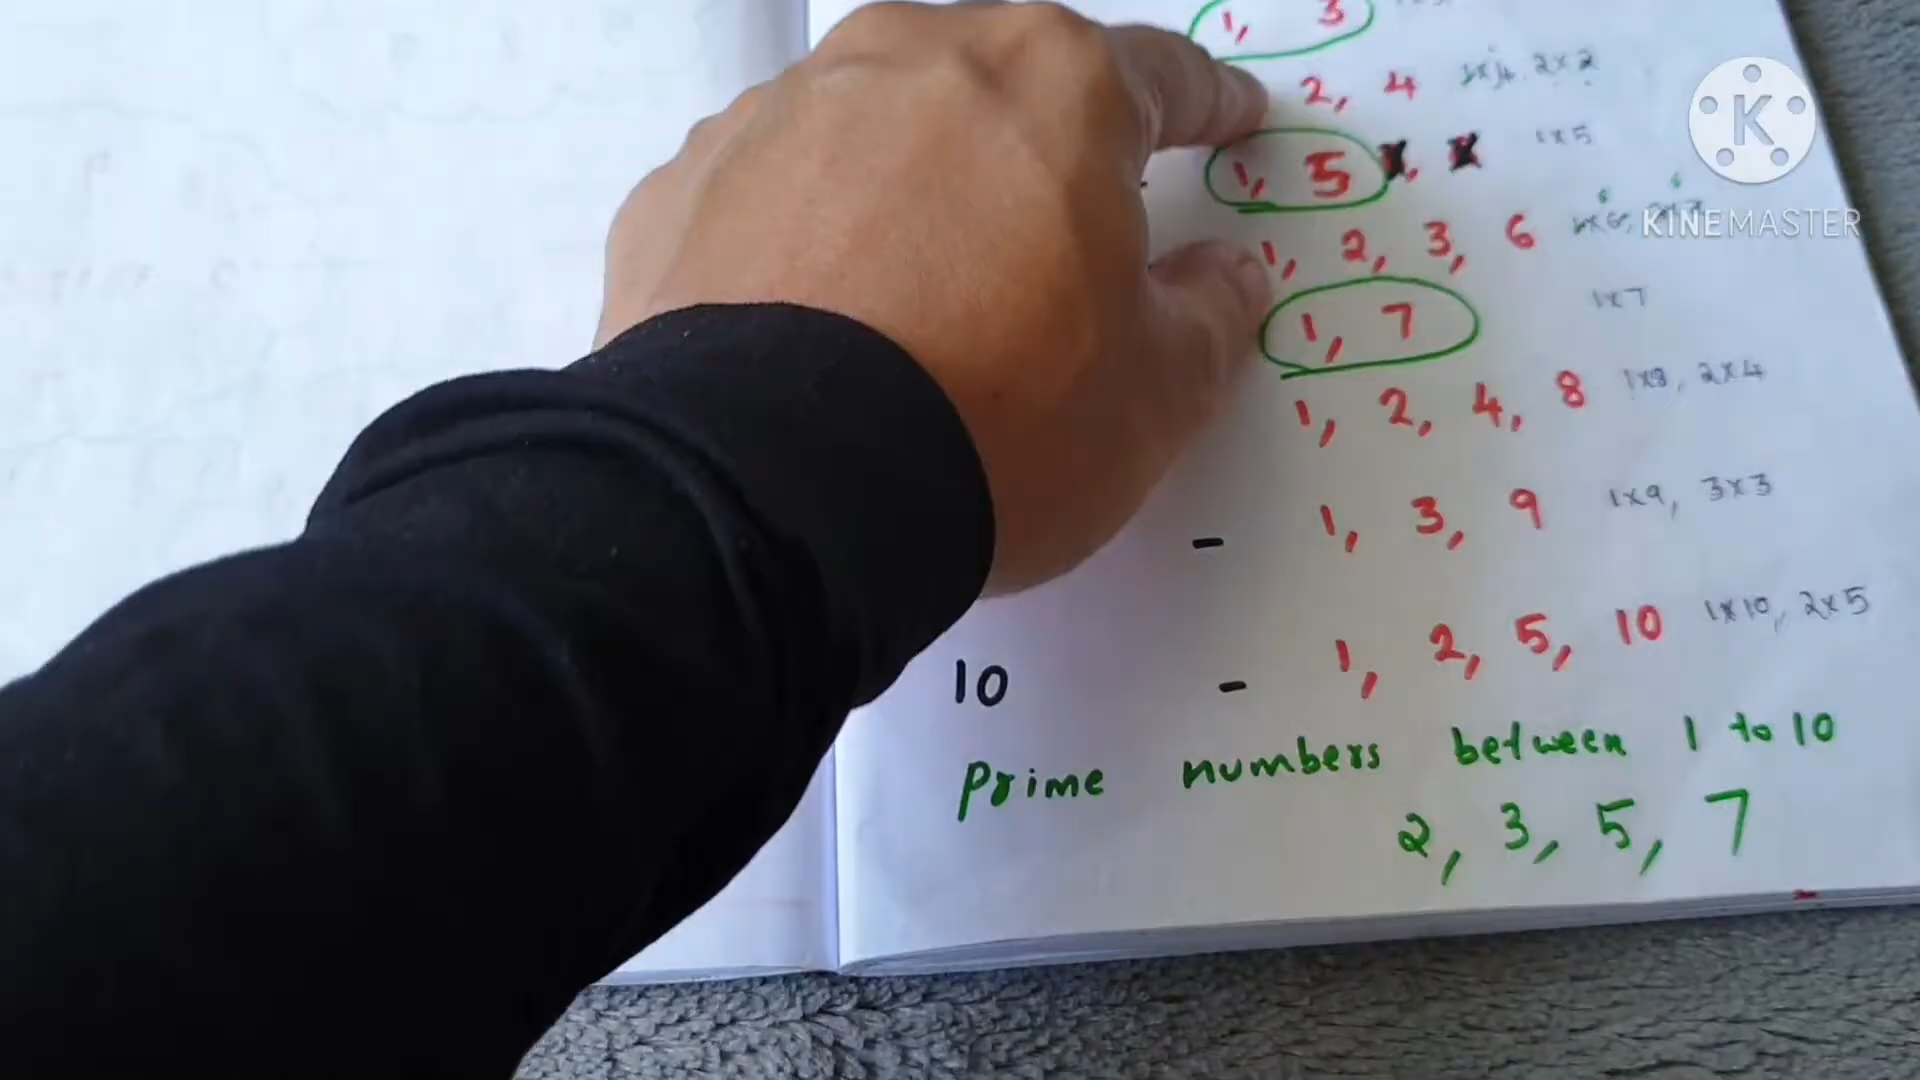 1, 3
2, 4 1x4, 2x2
1, 5 1x5
1, 2, 3, 6 1x6, 2x3
1, 7 1x7
1, 2, 4, 8 1x8, 2x4
- 1, 3, 9 1x9, 3x3
10 - 1, 2, 5, 10 1x10, 2x5
Prime numbers between 1 to 10
2, 3, 5, 7
K
KINEMASTER